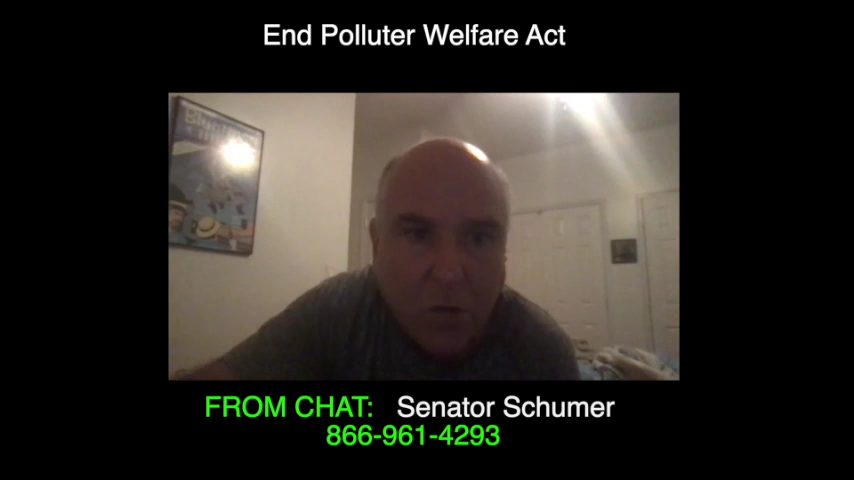 End Polluter Welfare Act
FROM CHAT: Senator Schumer
866-961-4293